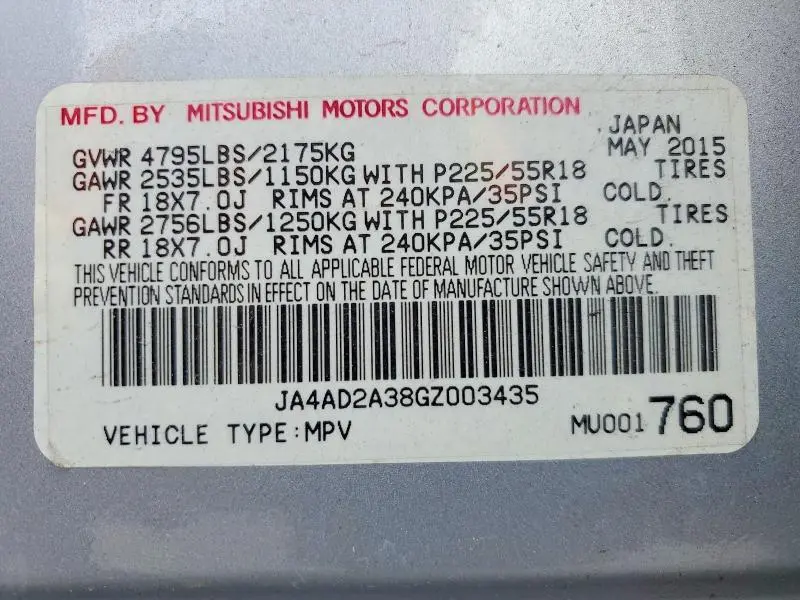 MFD. BY MITSUBISHI MOTORS CORPORATION
JAPAN
GVWR 4795LBS/2175KG MAY 2015
GAWR 2535LBS/1150KG WITH P225/55R18 TIRES
FR 18X7.0J RIMS AT 240KPA/35PSI COLD.
GAWR 2756LBS/1250KG WITH P225/55R18 TIRES
RR 18X7.0J RIMS AT 240KPA/35PSI COLD.
THIS VEHICLE CONFORMS TO ALL APPLICABLE FEDERAL MOTOR VEHICLE SAFETY AND THEFT
PREVENTION STANDARDS IN EFFECT ON THE DATE OF MANUFACTURE SHOWN ABOVE.
JA4AD2A38GZ003435
VEHICLE TYPE:MPV MU001 760